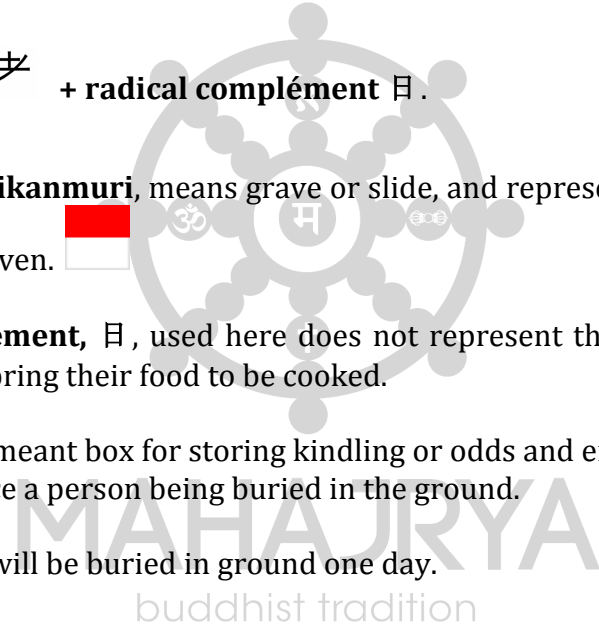 + radical complément 日.
ikanmuri, means grave or slide, and represe
ven.
ement, 日, used here does not represent th
oring their food to be cooked.
meant box for storing kindling or odds and e
e a person being buried in the ground.
will be buried in ground one day.
MAHAJRYA
buddhist tradition